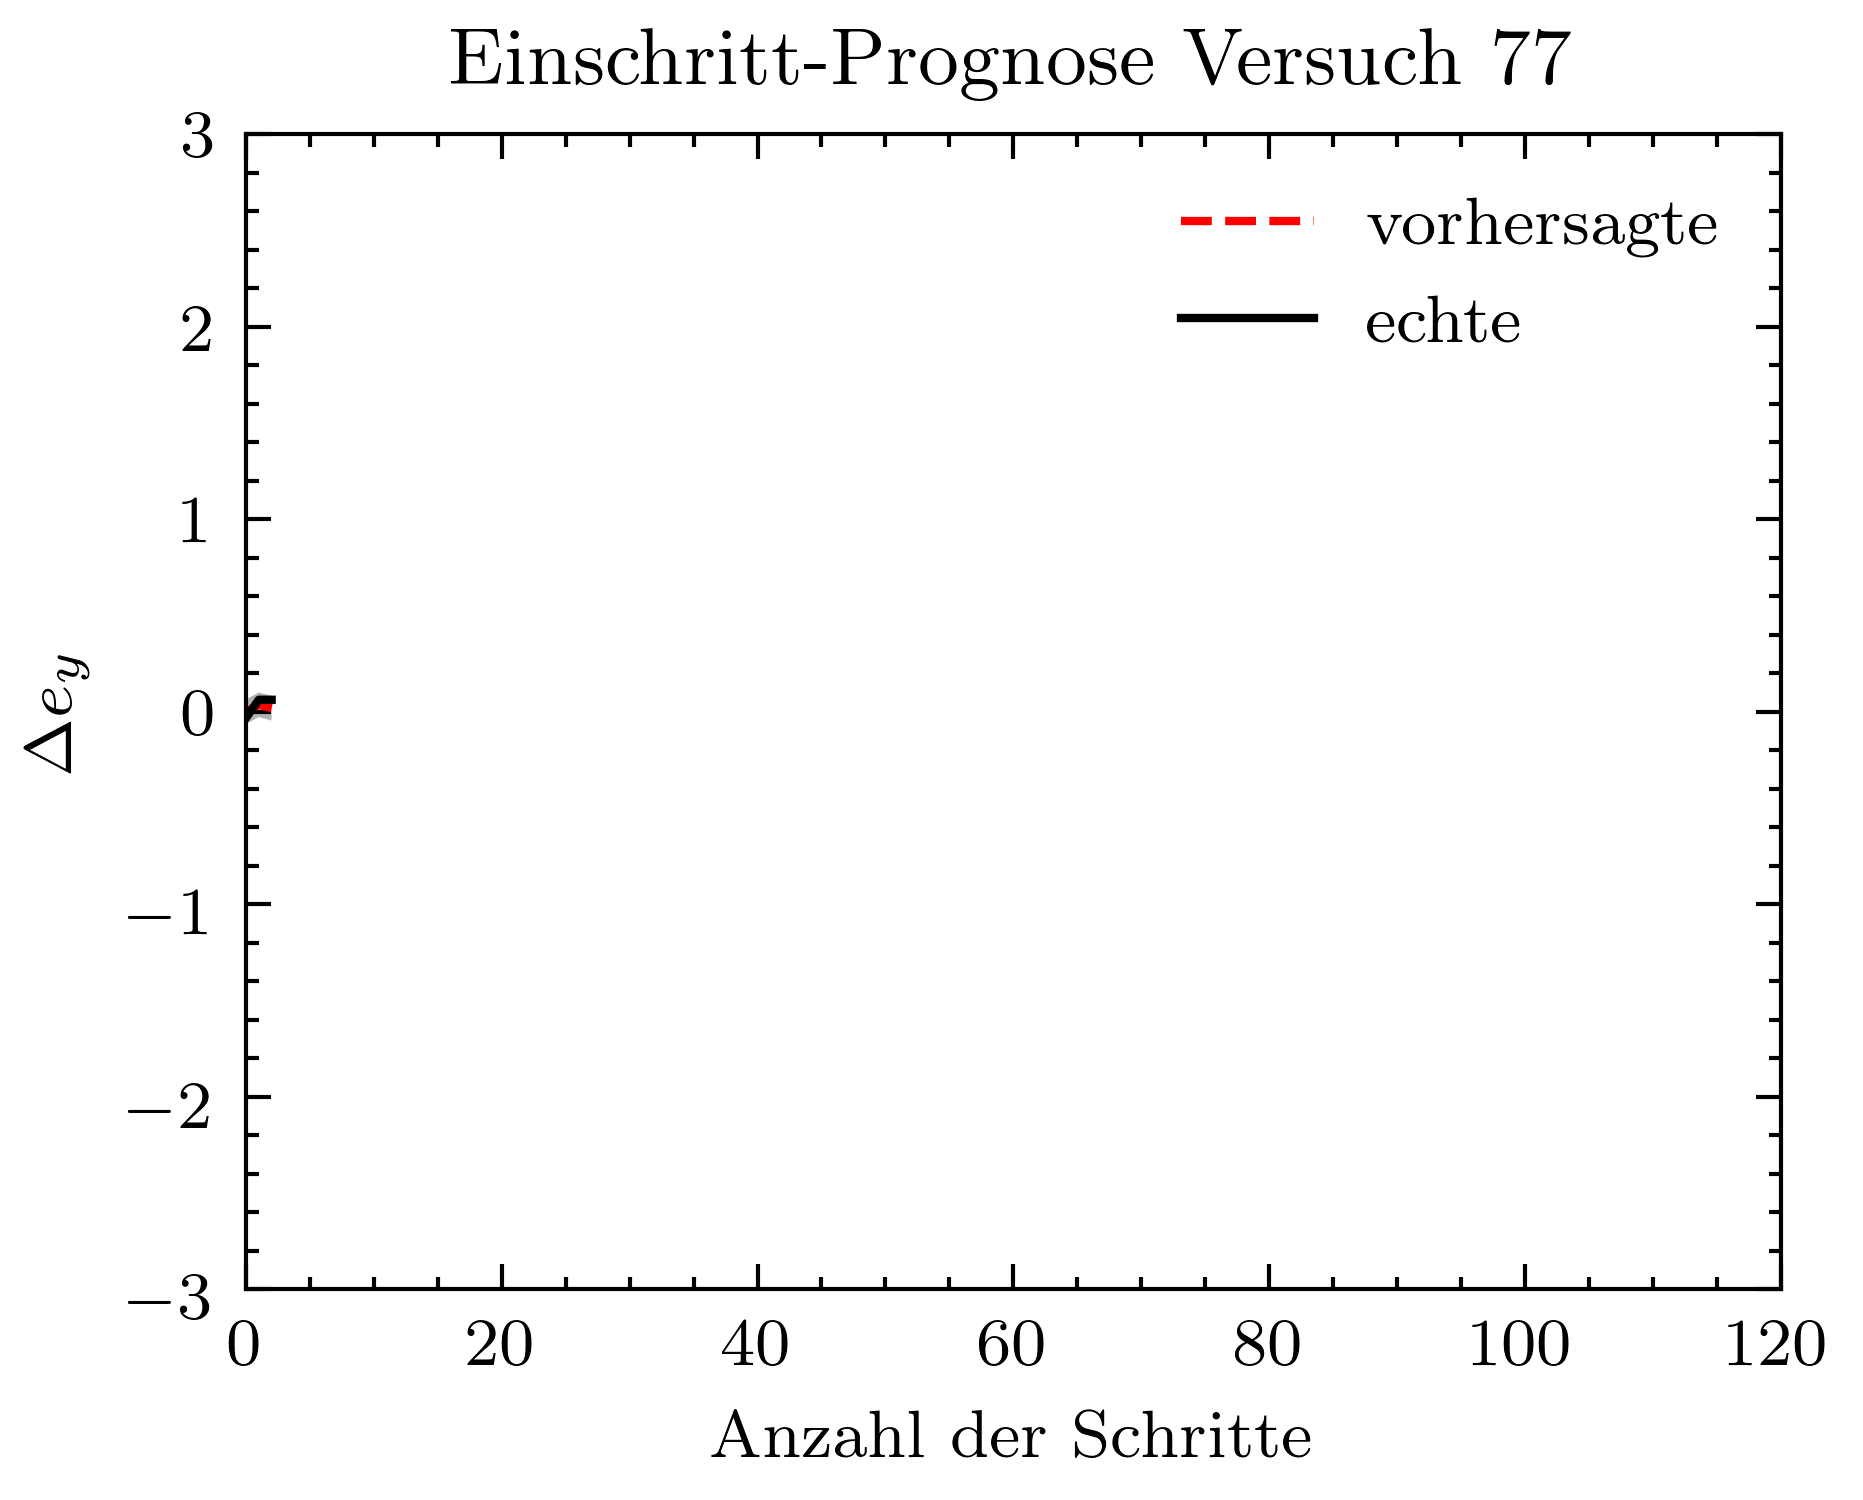 Einschritt-Prognose Versuch 77
3
2
1
0
−1
−2
−3
Δe_y
vorhersagte
echte
0 20 40 60 80 100 120
Anzahl der Schritte